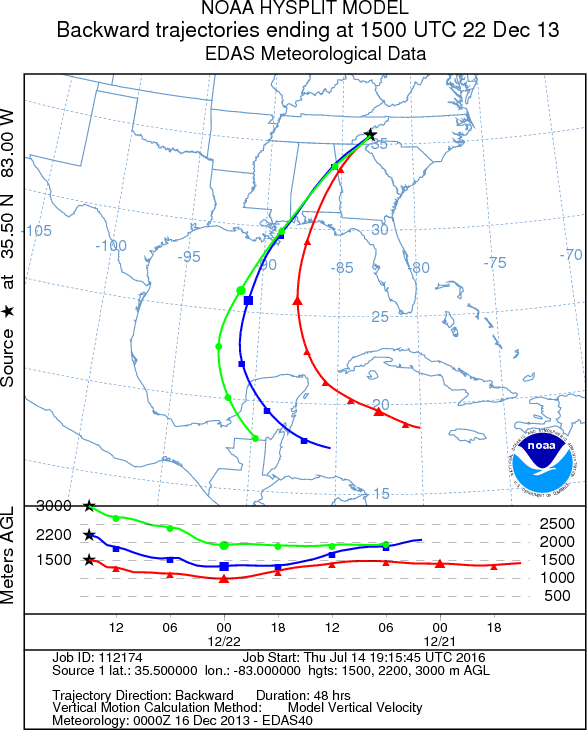 NOAA HYSPLIT MODEL
Backward trajectories ending at 1500 UTC 22 Dec 13
EDAS Meteorological Data
Source ★ at 35.50 N 83.00 W
35
-105
-100
-95
-90
-85
-80
-75
-70
30
25
20
15
noaa
Meters AGL
3000
2200
1500
2500
2000
1500
1000
500
12 06 00 18 12 06 00 18
12/22 12/21
Job ID: 112174 Job Start: Thu Jul 14 19:15:45 UTC 2016
Source 1 lat.: 35.500000 lon.: -83.000000 hgts: 1500, 2200, 3000 m AGL
Trajectory Direction: Backward Duration: 48 hrs
Vertical Motion Calculation Method: Model Vertical Velocity
Meteorology: 0000Z 16 Dec 2013 - EDAS40